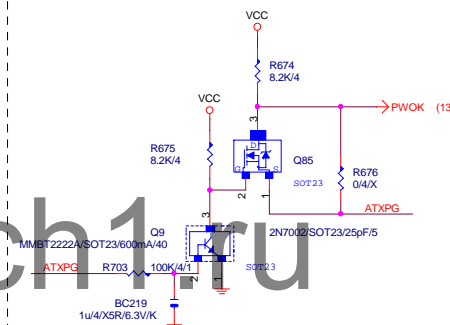 VCC
R674
8.2K/4
VCC
3
PWOK (13
R675
8.2K/4
D
G
S
Q85
SOT23
R676
0/4/X
2
1
ATXPG
3
Q9
MMBT2222A/SOT23/600mA/40
2N7002/SOT23/25pF/5
ATXPG
R703
100K/4/1
2
1
SOT23
BC219
1u/4/X5R/6.3V/K
ch1.ru